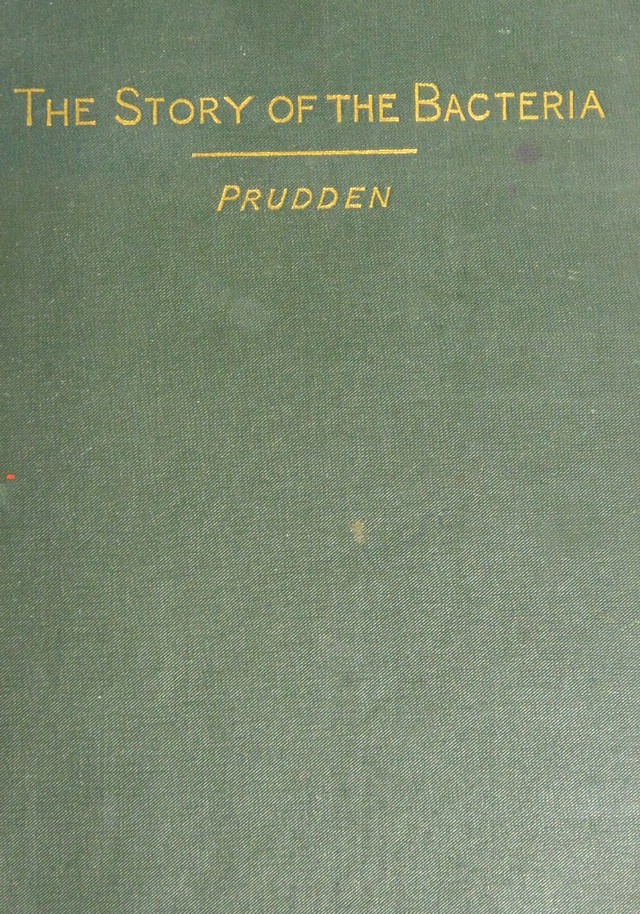 THE STORY OF THE BACTERIA
PRUDDEN